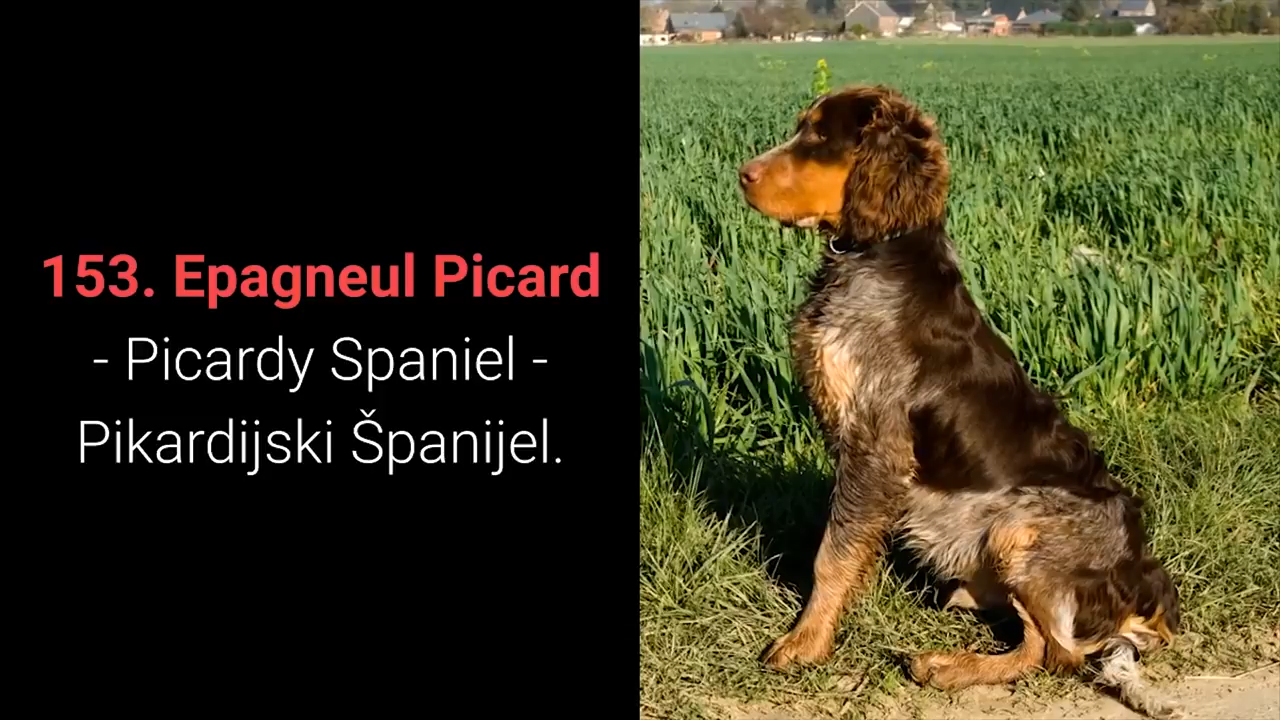 153. Epagneul Picard
- Picardy Spaniel -
Pikardijski Španijel.